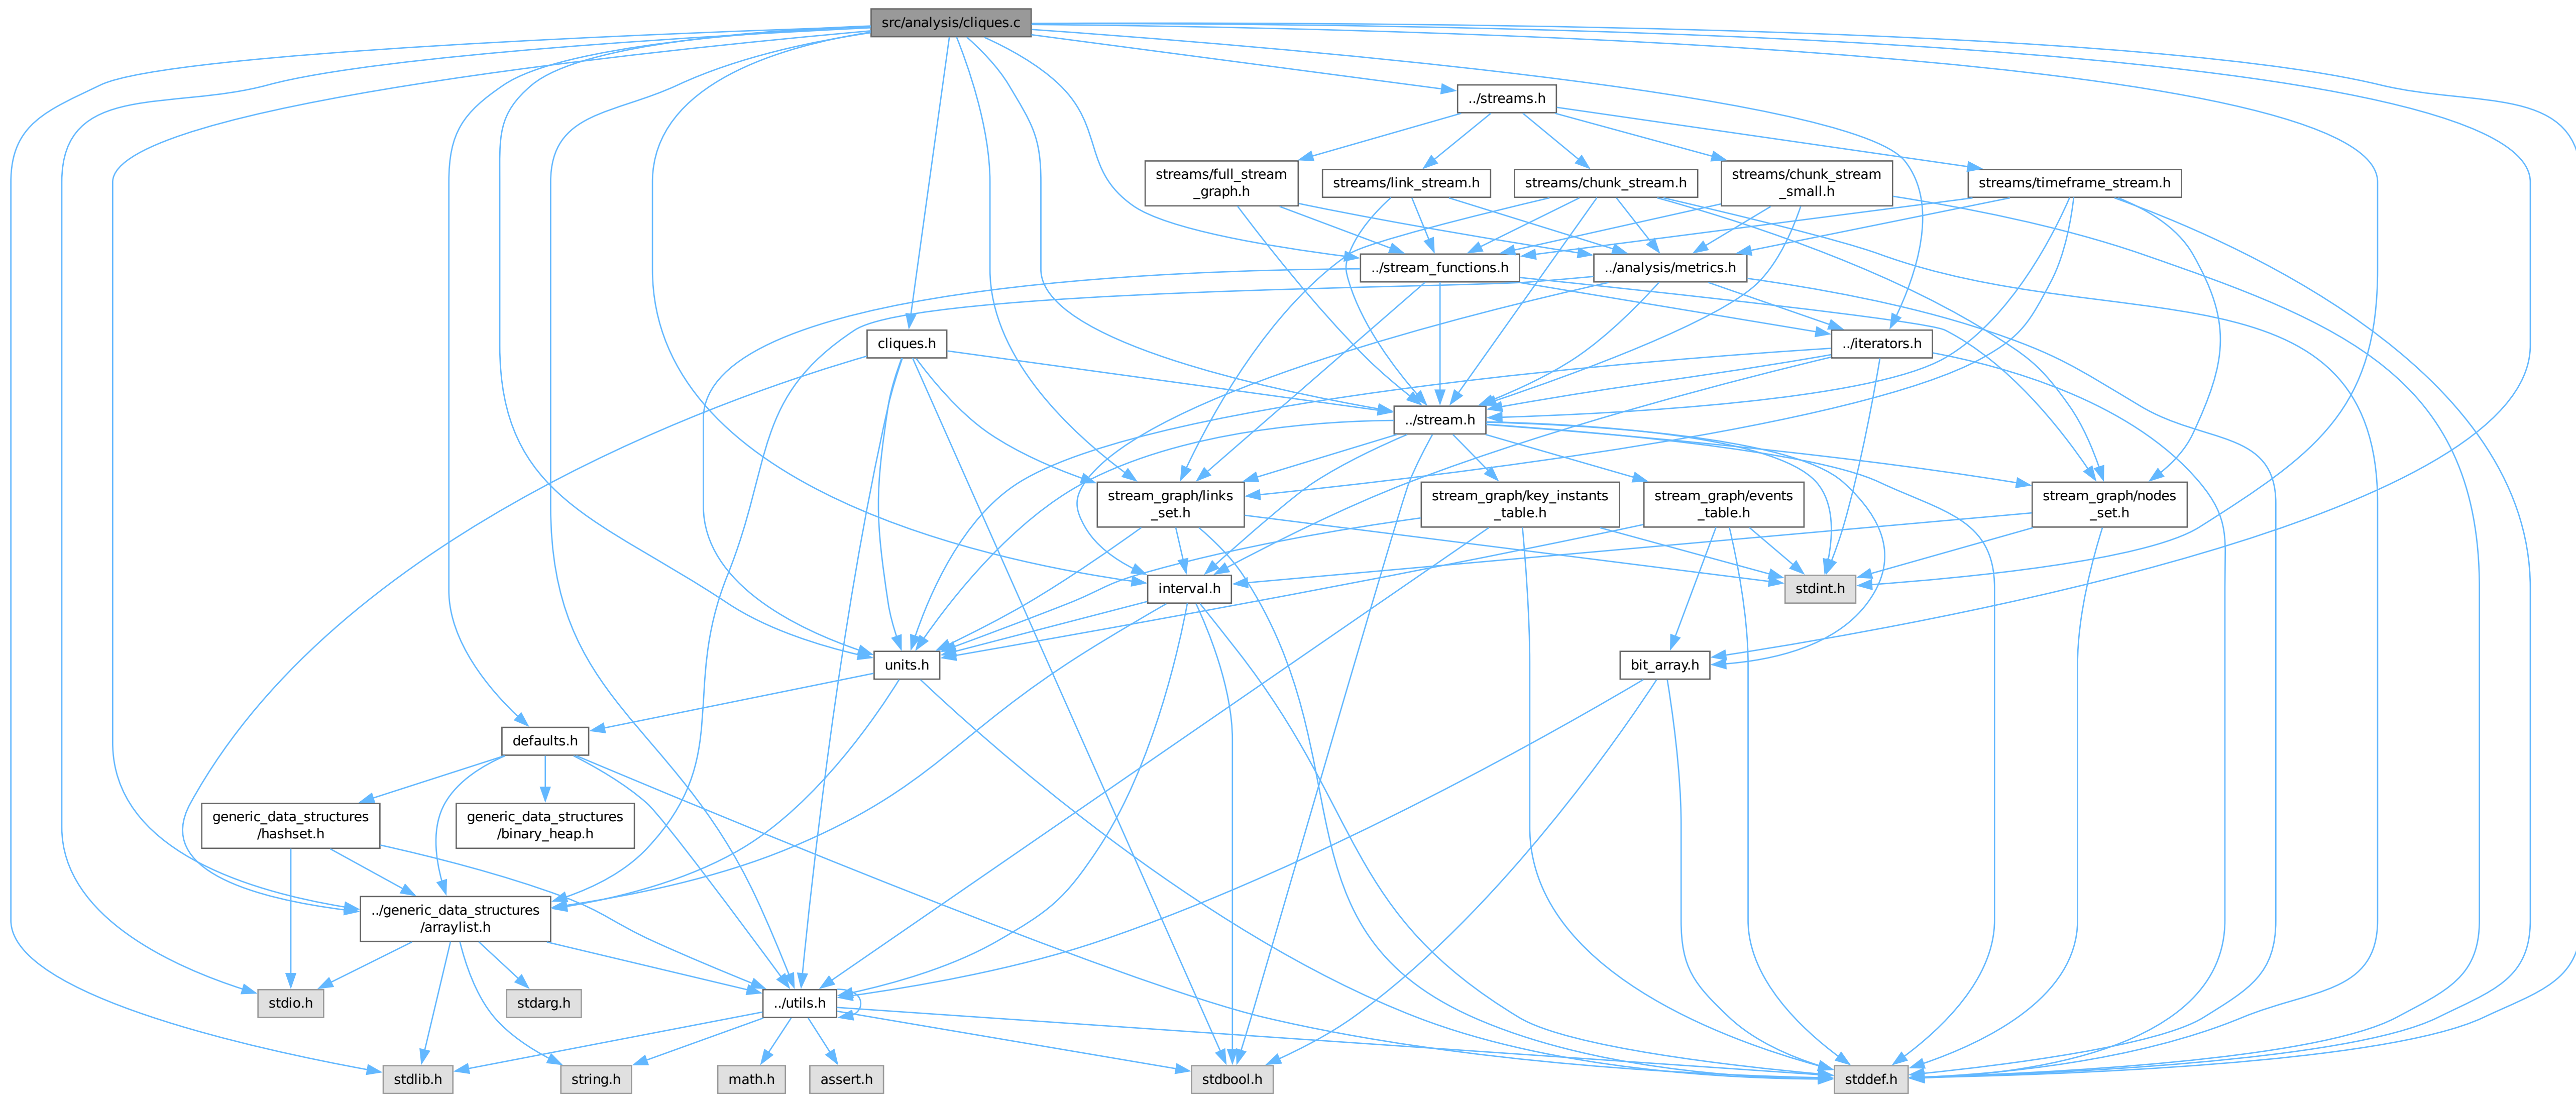 src/analysis/cliques.c
../streams.h
streams/full_stream
_graph.h
streams/link_stream.h
streams/chunk_stream.h
streams/chunk_stream
_small.h
streams/timeframe_stream.h
../stream_functions.h
../analysis/metrics.h
cliques.h
../iterators.h
../stream.h
stream_graph/links
_set.h
stream_graph/key_instants
_table.h
stream_graph/events
_table.h
stream_graph/nodes
_set.h
interval.h
stdint.h
units.h
bit_array.h
defaults.h
generic_data_structures
/hashset.h
generic_data_structures
/binary_heap.h
../generic_data_structures
/arraylist.h
stdio.h
stdarg.h
../utils.h
stdlib.h
string.h
math.h
assert.h
stdbool.h
stddef.h